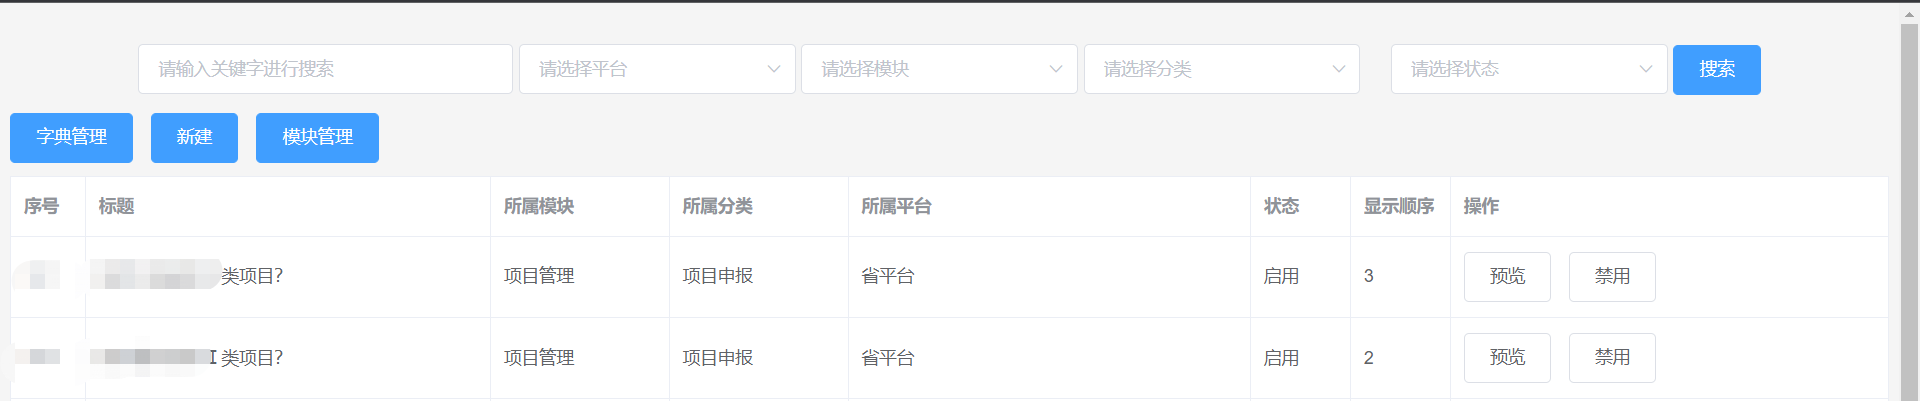 请输入关键字进行搜索 请选择平台 请选择模块 请选择分类 请选择状态 搜索
字典管理 新建 模块管理
序号 标题 所属模块 所属分类 所属平台 状态 显示顺序 操作
类项目? 项目管理 项目申报 省平台 启用 3 预览 禁用
类项目? 项目管理 项目申报 省平台 启用 2 预览 禁用